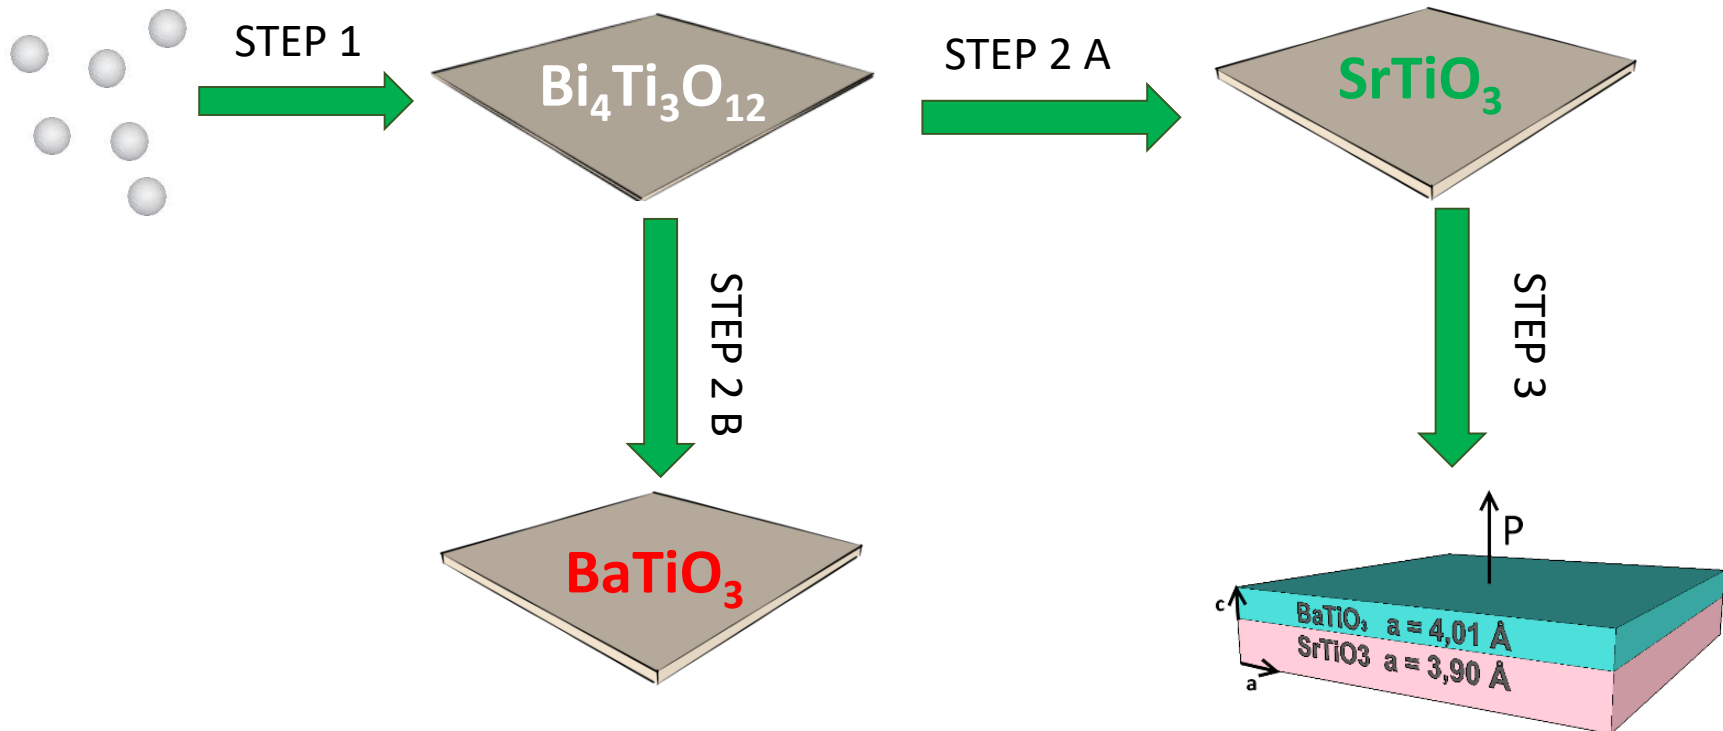 STEP 1
Bi₄Ti₃O₁₂
STEP 2 A
SrTiO₃
STEP 2 B
STEP 3
BaTiO₃
P
c
BaTiO₃ a = 4,01 Å
SrTiO3 a = 3,90 Å
a